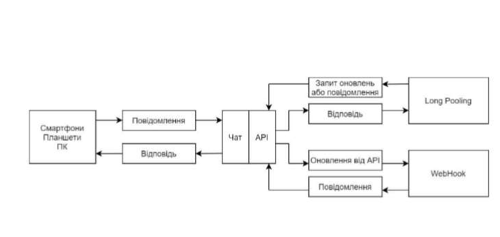 Запит оновлень
або повідомлення
Long Pooling
Відповідь
Смартфони
Планшети
ПК
Повідомлення
Чат
API
Відповідь
Оновлення від API
WebHook
Повідомлення